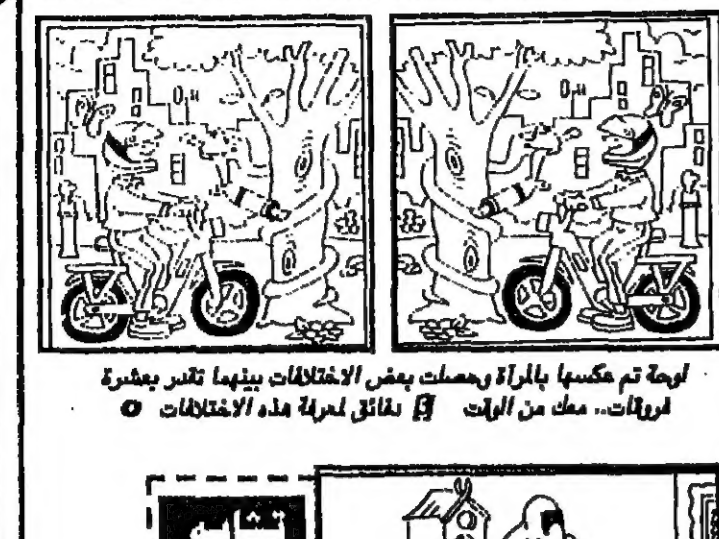 لوحة تم عكسها بالمرآة وحصلت بعض الاختلافات بينهما تقدر بعشرة
فروقات.. معك من الوقت دقائق لمعرفة هذه الاختلافات